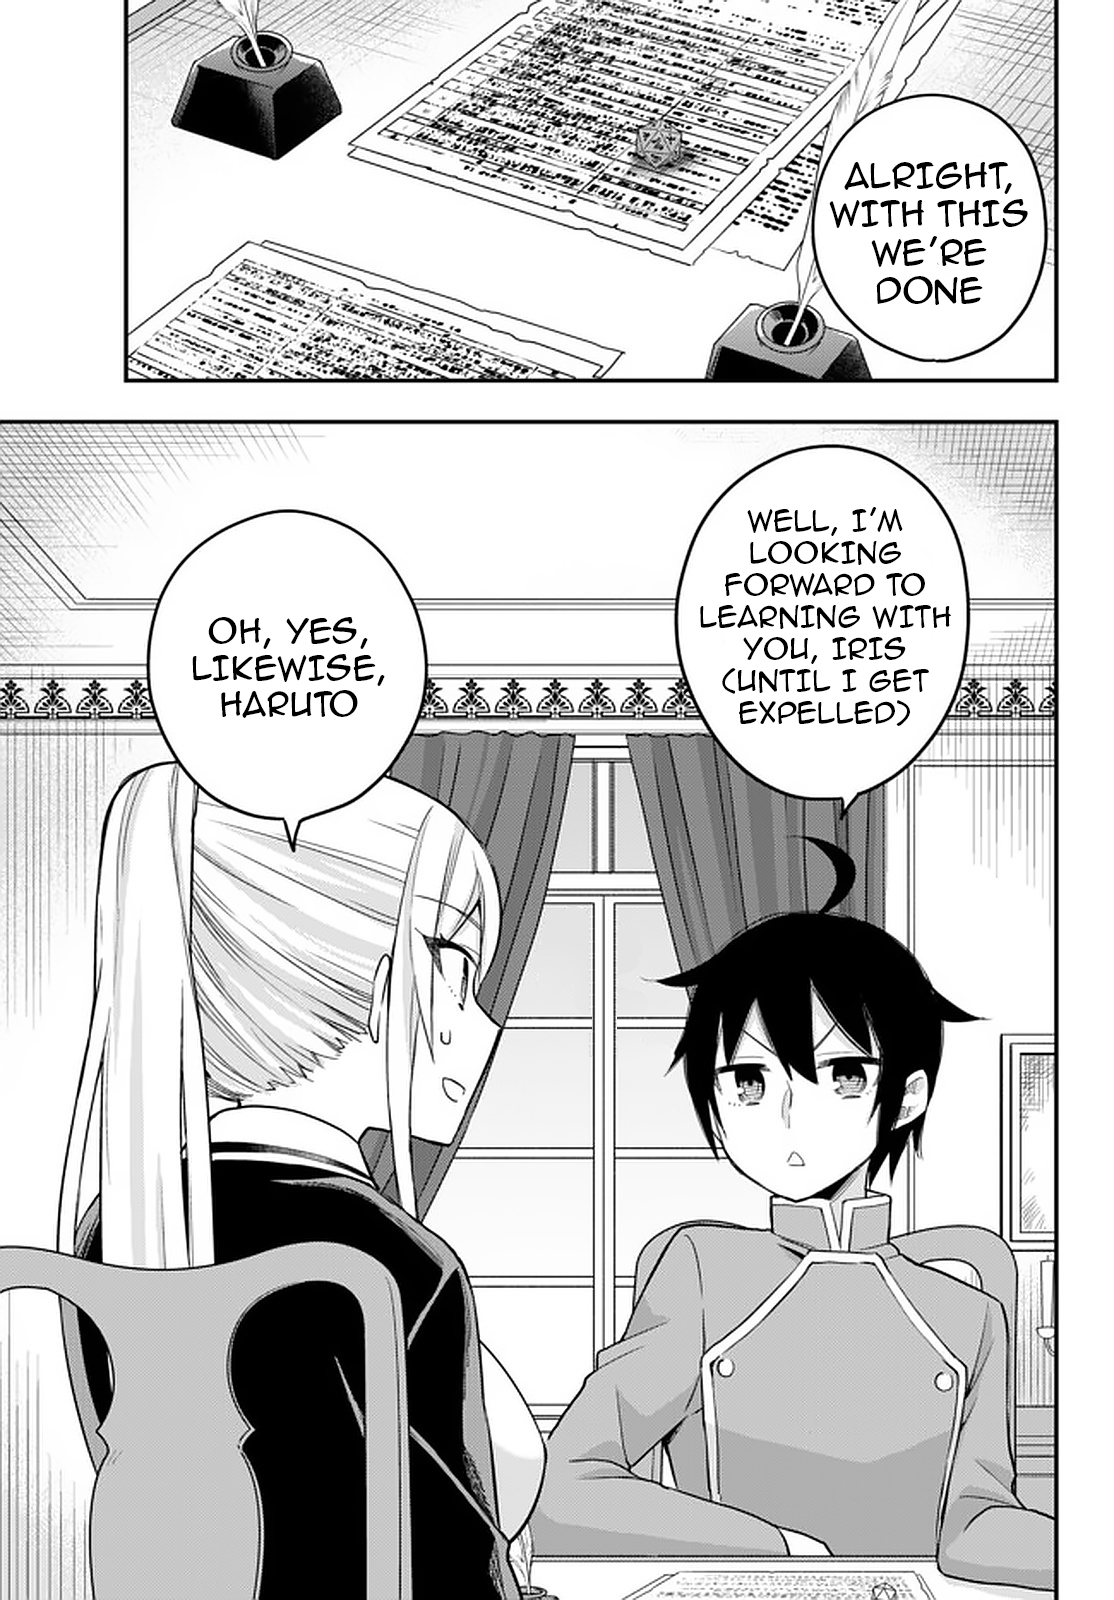 ALRIGHT,
WITH THIS
WE'RE
DONE
WELL, I'M
LOOKING
FORWARD TO
LEARNING WITH
YOU, IRIS
(UNTIL I GET
EXPELLED)
OH, YES,
LIKEWISE,
HARUTO